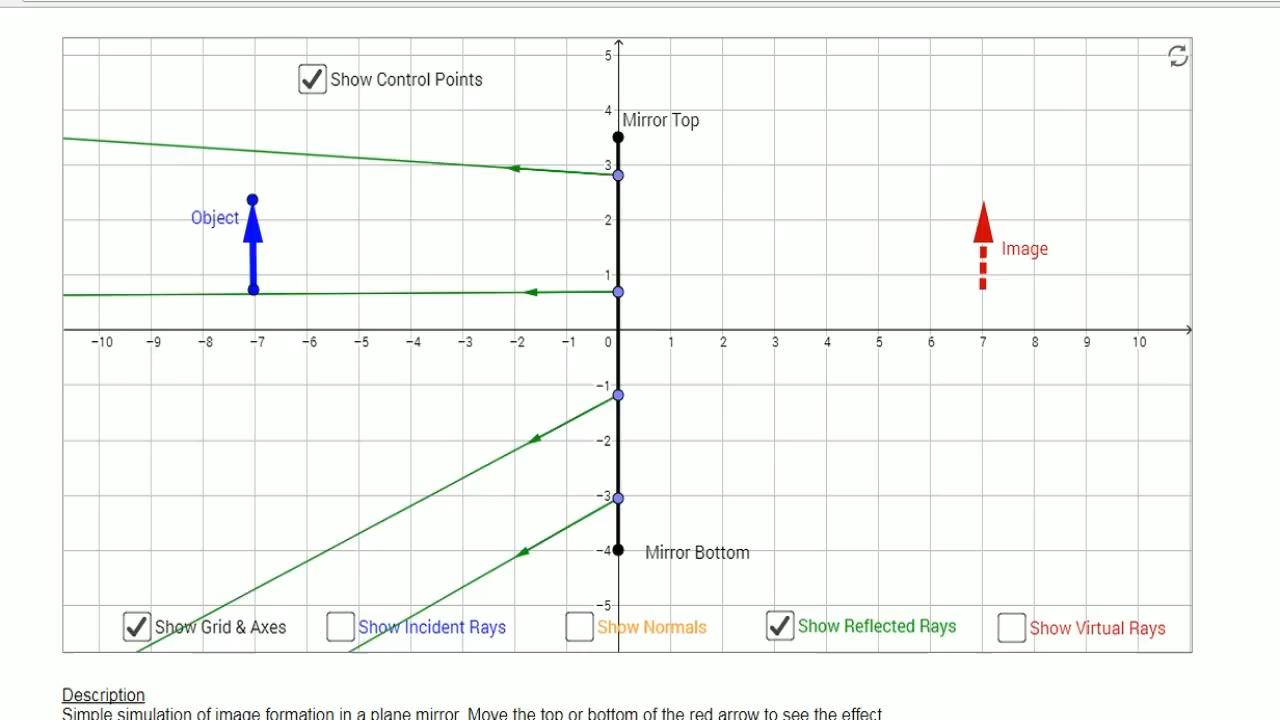 5
Show Control Points
4
Mirror Top
3
2
Object
Image
1
−10 −9 −8 −7 −6 −5 −4 −3 −2 −1 0 1 2 3 4 5 6 7 8 9 10
−1
−2
−3
−4
Mirror Bottom
−5
Show Grid & Axes Show Incident Rays Show Normals Show Reflected Rays Show Virtual Rays
Description
Simple simulation of image formation in a plane mirror. Move the top or bottom of the red arrow to see the effect